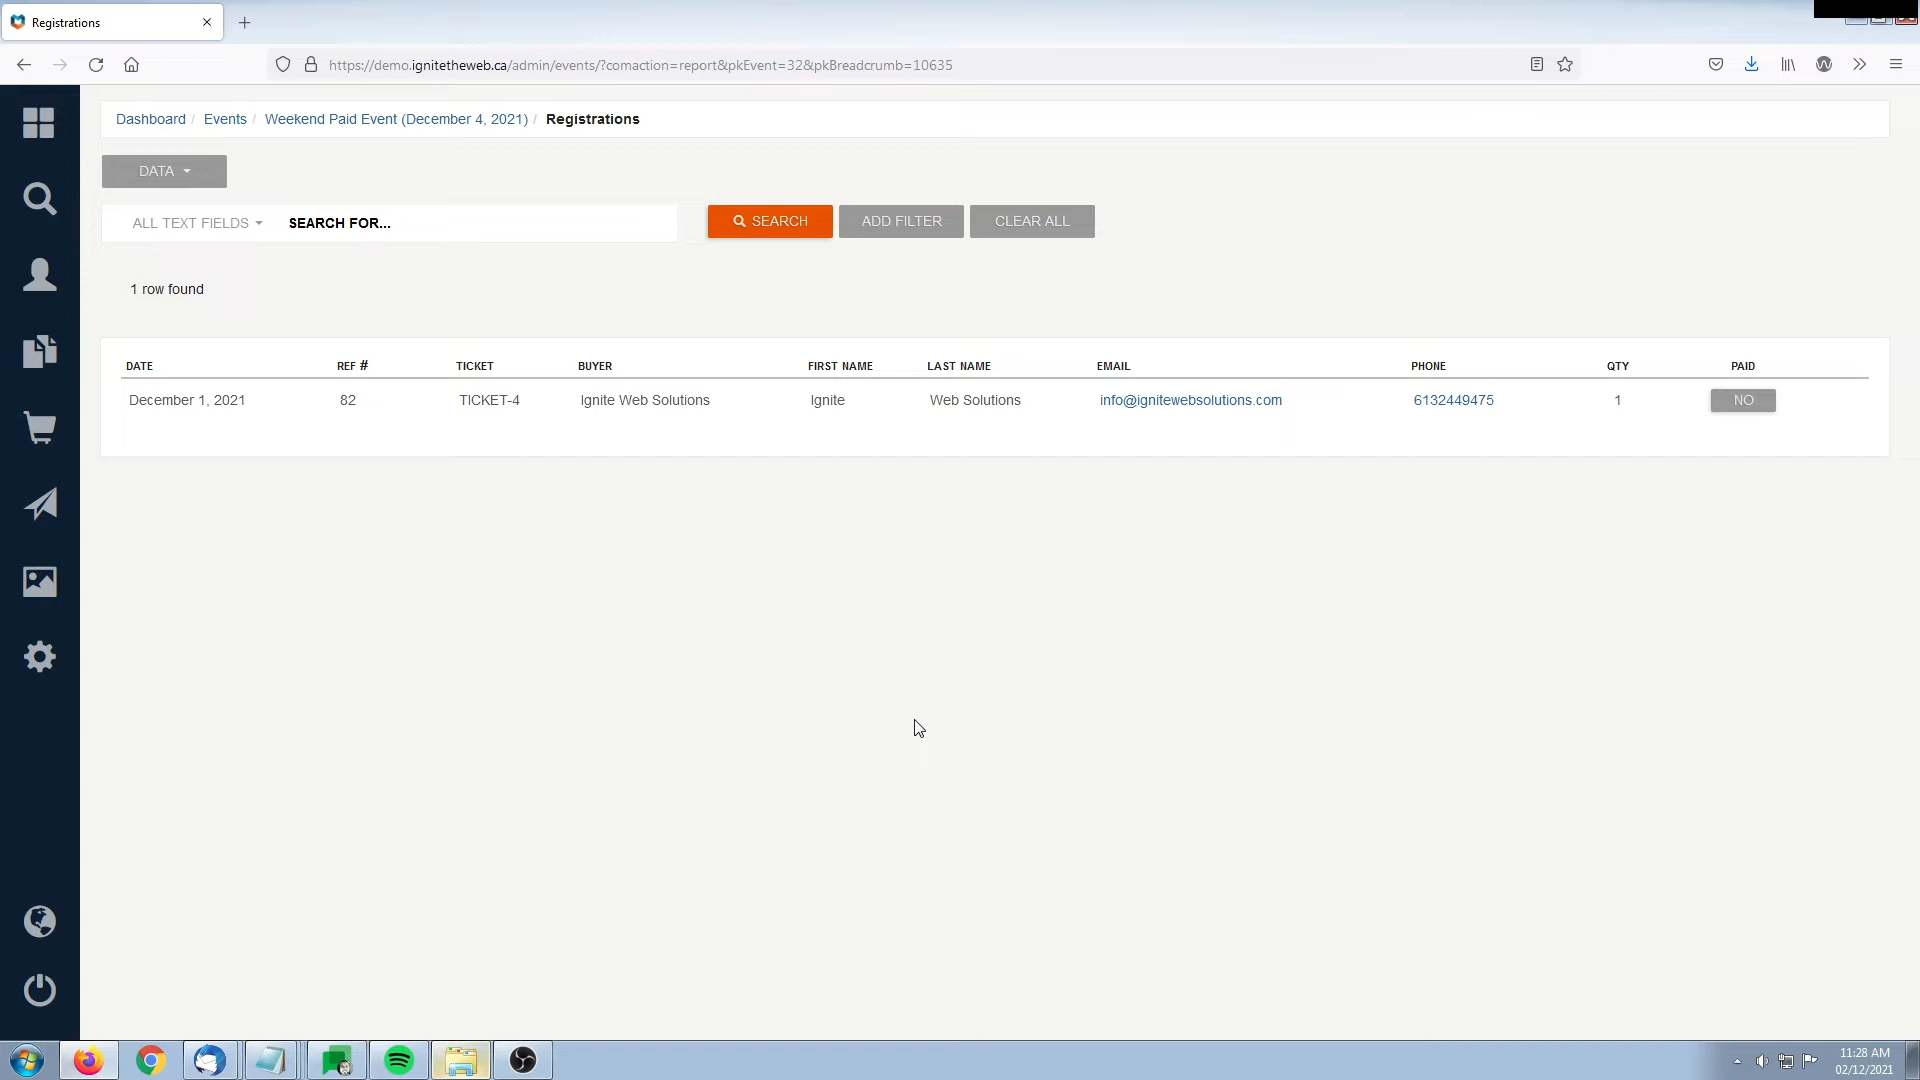 Registrations
https://demo.ignitetheweb.ca/admin/events/?comaction=report&pkEvent=32&pkBreadcrumb=10635
Dashboard / Events / Weekend Paid Event (December 4, 2021) / Registrations
DATA
ALL TEXT FIELDS SEARCH FOR... SEARCH ADD FILTER CLEAR ALL
1 row found
DATE REF # TICKET BUYER FIRST NAME LAST NAME EMAIL PHONE QTY PAID
December 1, 2021 82 TICKET-4 Ignite Web Solutions Ignite Web Solutions info@ignitewebsolutions.com 6132449475 1 NO
11:28 AM
02/12/2021